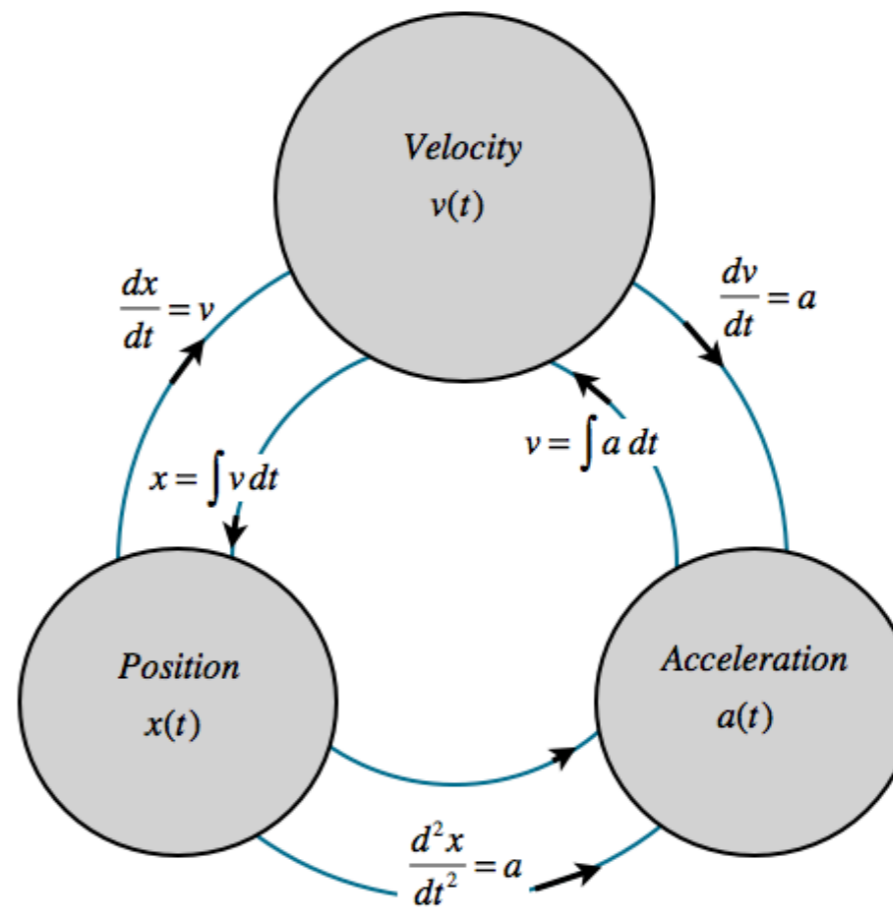 Velocity
v(t)
dx/dt = v
dv/dt = a
x = ∫v dt
v = ∫a dt
Position
x(t)
Acceleration
a(t)
d²x/dt² = a